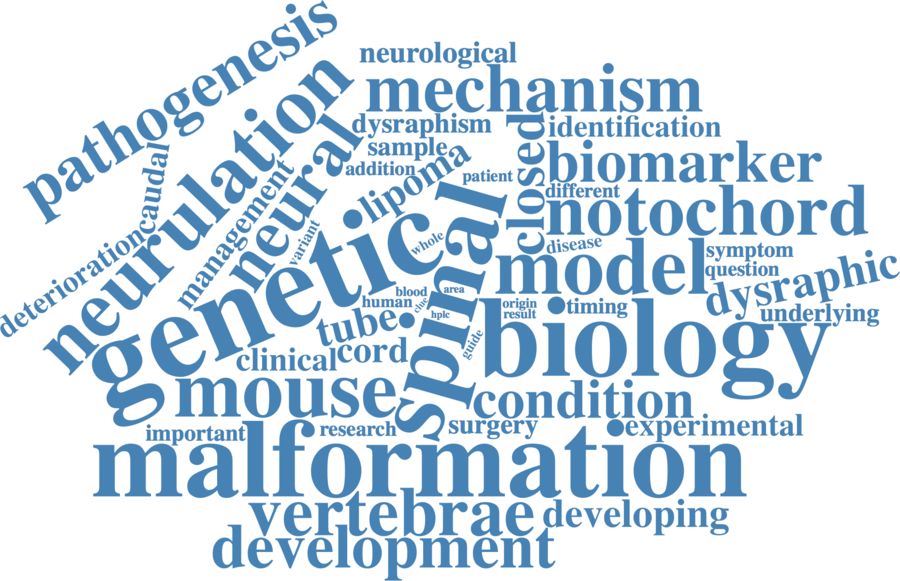 pathogenesis
neurological
mechanism
neurulation
dysraphism
identification
closed
sample
neural
caudal
addition
lipoma
patient
biomarker
different
management
notochord
variant
genetic
whole
spinal
disease
deterioration
model
symptom
question
dysraphic
blood
area
human
clue
hplc
origin
result
timing
underlying
tube
cord
guide
biology
clinical
mouse
condition
important
research
surgery
experimental
malformation
vertebrae
developing
development